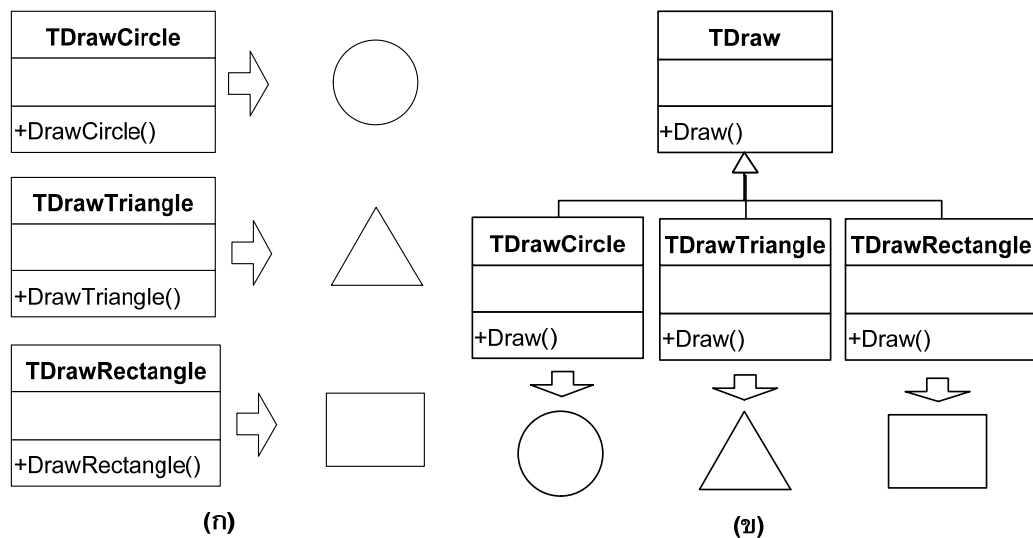 TDrawCircle
+DrawCircle()
TDrawTriangle
+DrawTriangle()
TDrawRectangle
+DrawRectangle()
(ก)
TDraw
+Draw()
TDrawCircle
+Draw()
TDrawTriangle
+Draw()
TDrawRectangle
+Draw()
(ข)